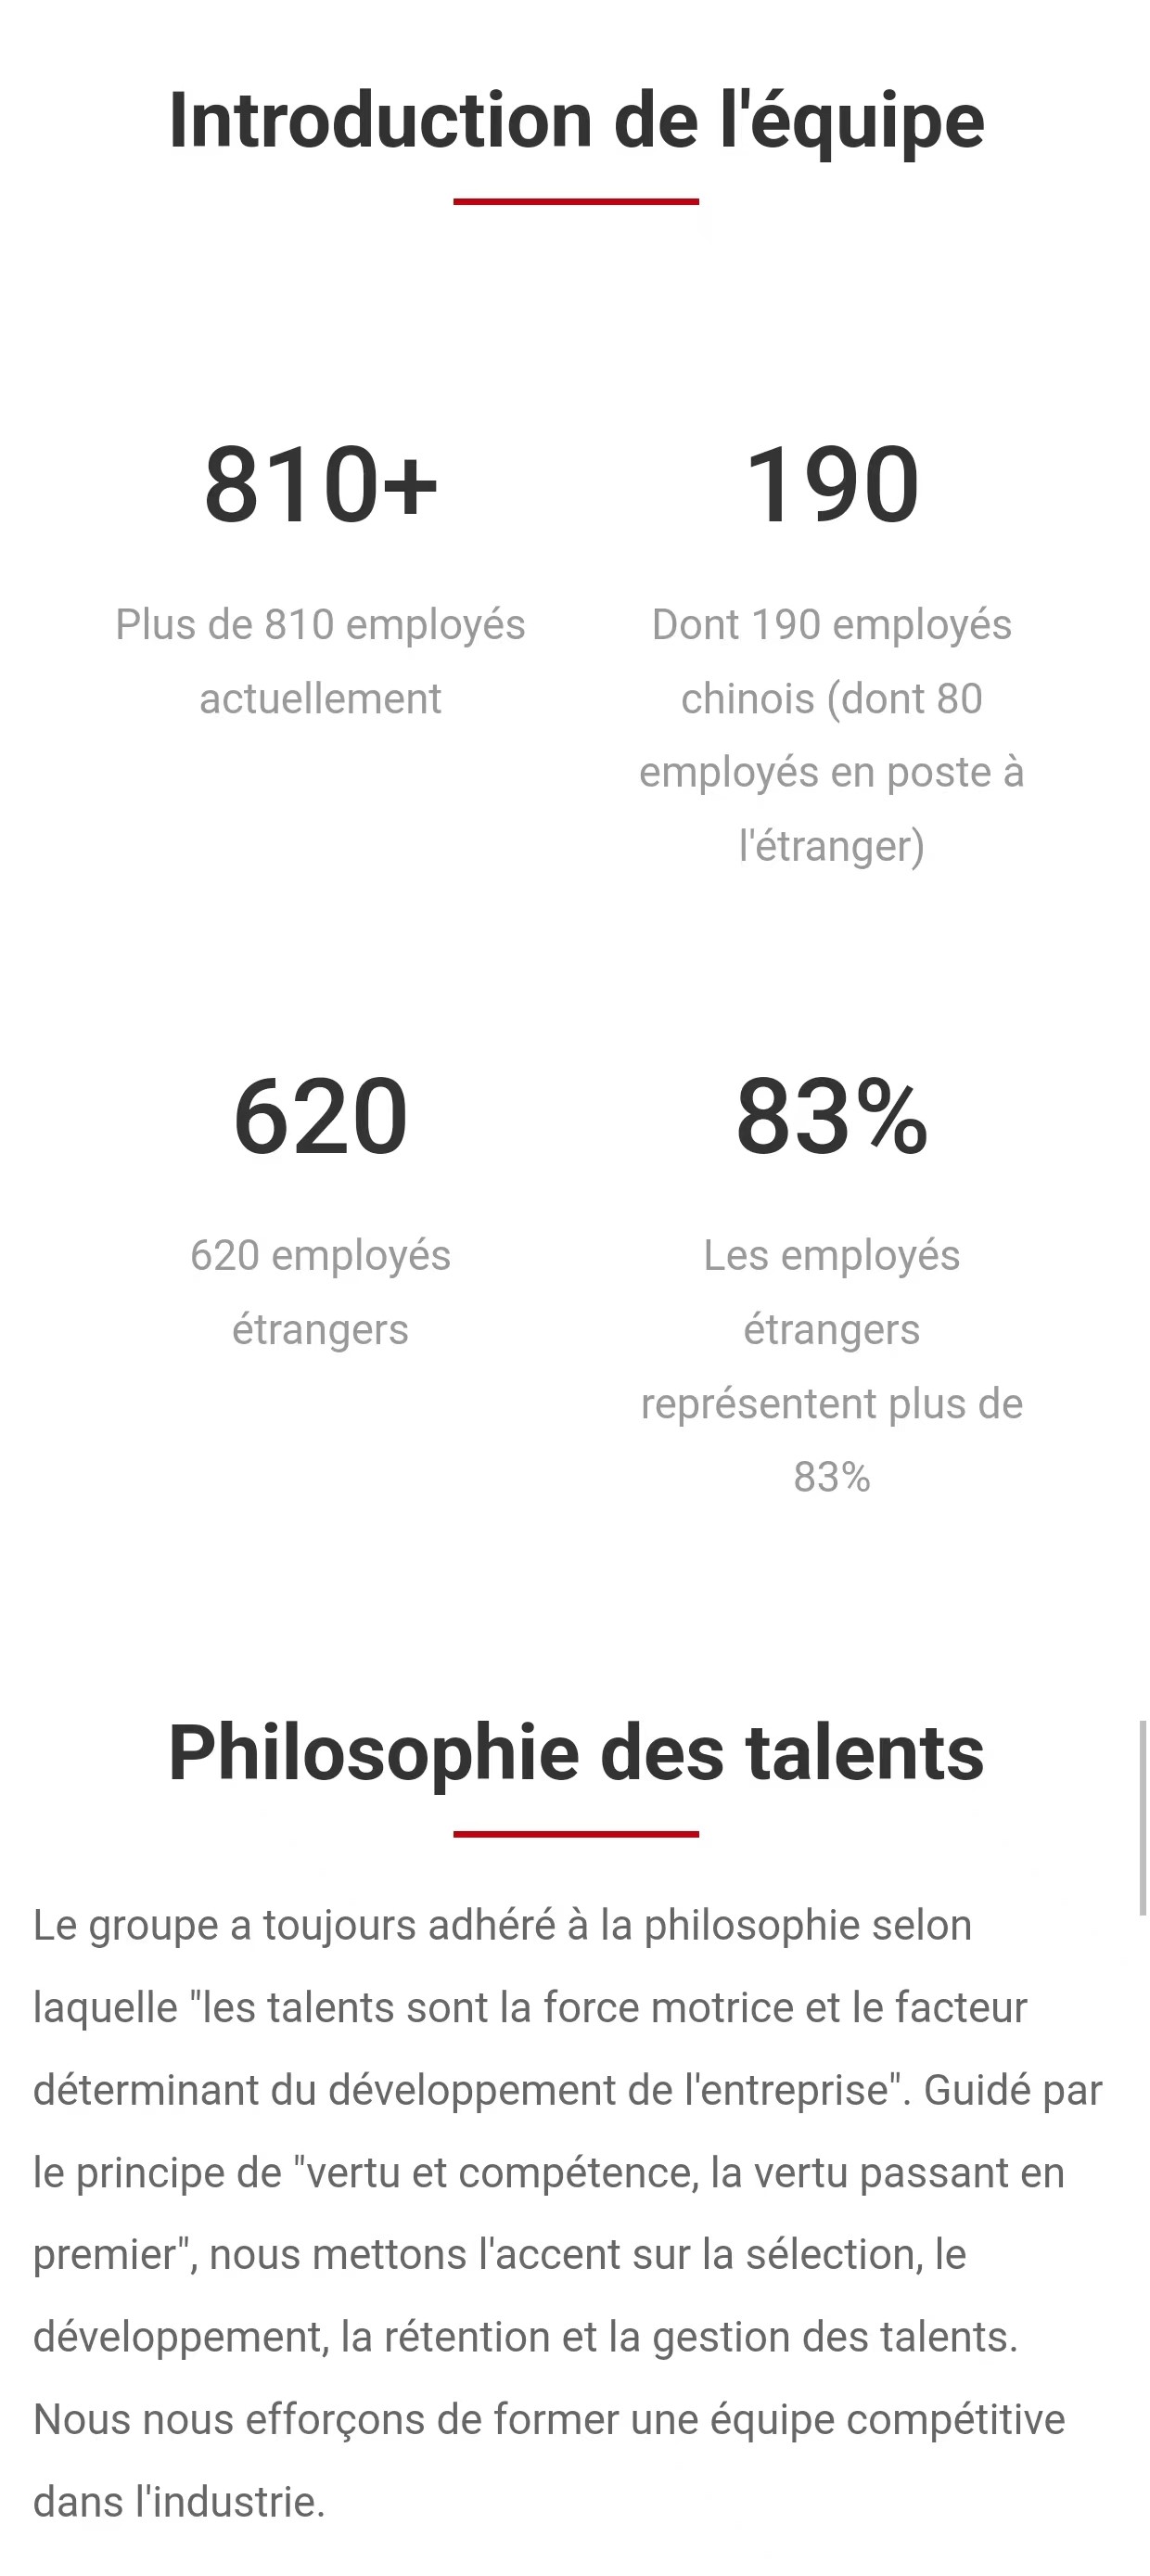 Introduction de l'équipe
810+
Plus de 810 employés
actuellement
190
Dont 190 employés
chinois (dont 80
employés en poste à
l'étranger)
620
620 employés
étrangers
83%
Les employés
étrangers
représentent plus de
83%
Philosophie des talents
Le groupe a toujours adhéré à la philosophie selon
laquelle "les talents sont la force motrice et le facteur
déterminant du développement de l'entreprise". Guidé par
le principe de "vertu et compétence, la vertu passant en
premier", nous mettons l'accent sur la sélection, le
développement, la rétention et la gestion des talents.
Nous nous efforçons de former une équipe compétitive
dans l'industrie.